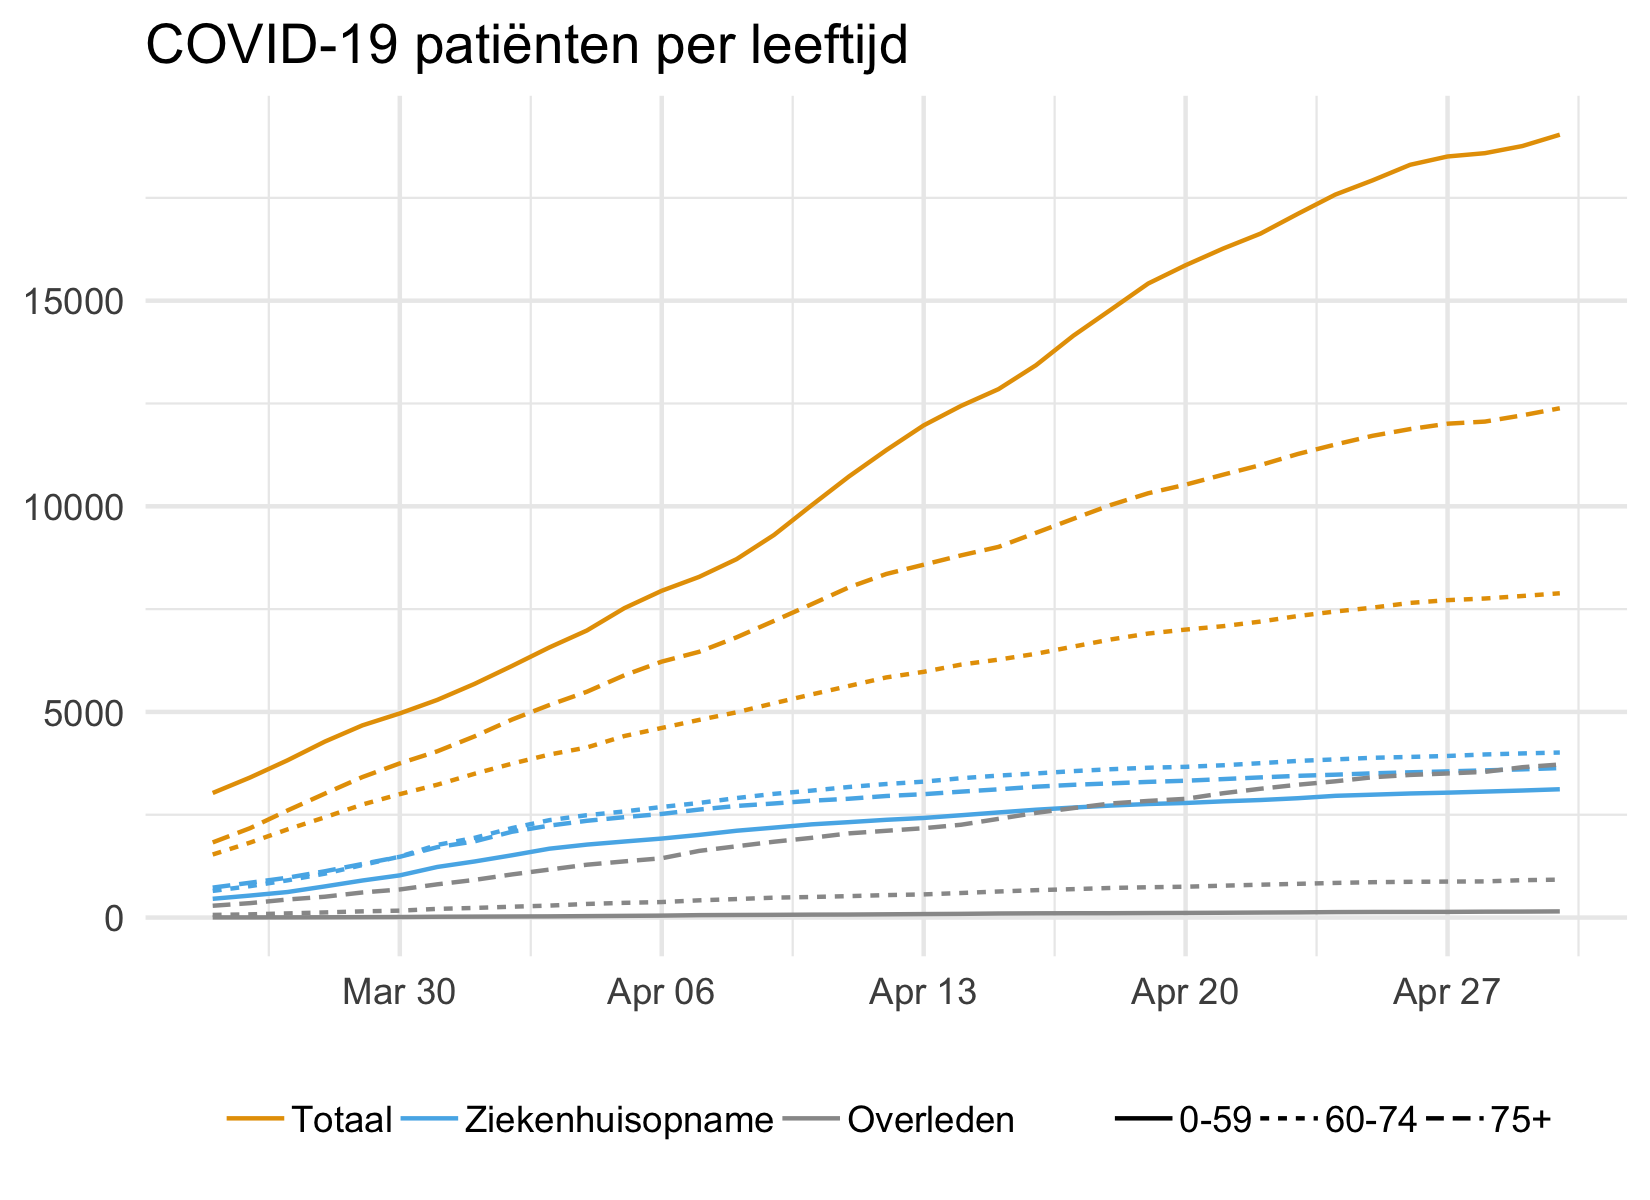 COVID-19 patiënten per leeftijd
15000
10000
5000
0
Mar 30 Apr 06 Apr 13 Apr 20 Apr 27
Totaal Ziekenhuisopname Overleden 0-59 60-74 75+